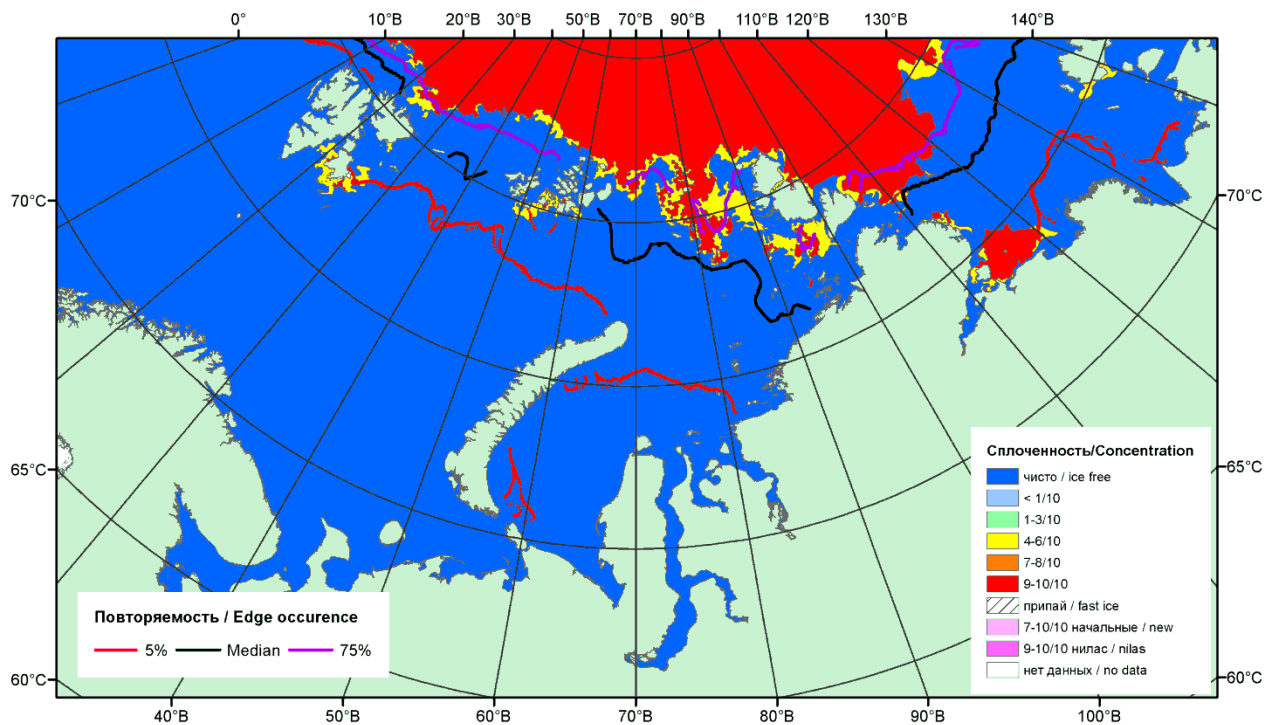 0° 10°В 20°В 30°В 50°В 70°В 90°В 110°В 120°В 130°В 140°В
70°С 70°С
65°С 65°С
60°С 60°С
Сплоченность/Concentration
чисто / ice free
< 1/10
1-3/10
4-6/10
7-8/10
9-10/10
припай / fast ice
7-10/10 начальные / new
9-10/10 нилас / nilas
нет данных / no data
Повторяемость / Edge occurence
5% Median 75%
40°В 50°В 60°В 70°В 80°В 90°В 100°В